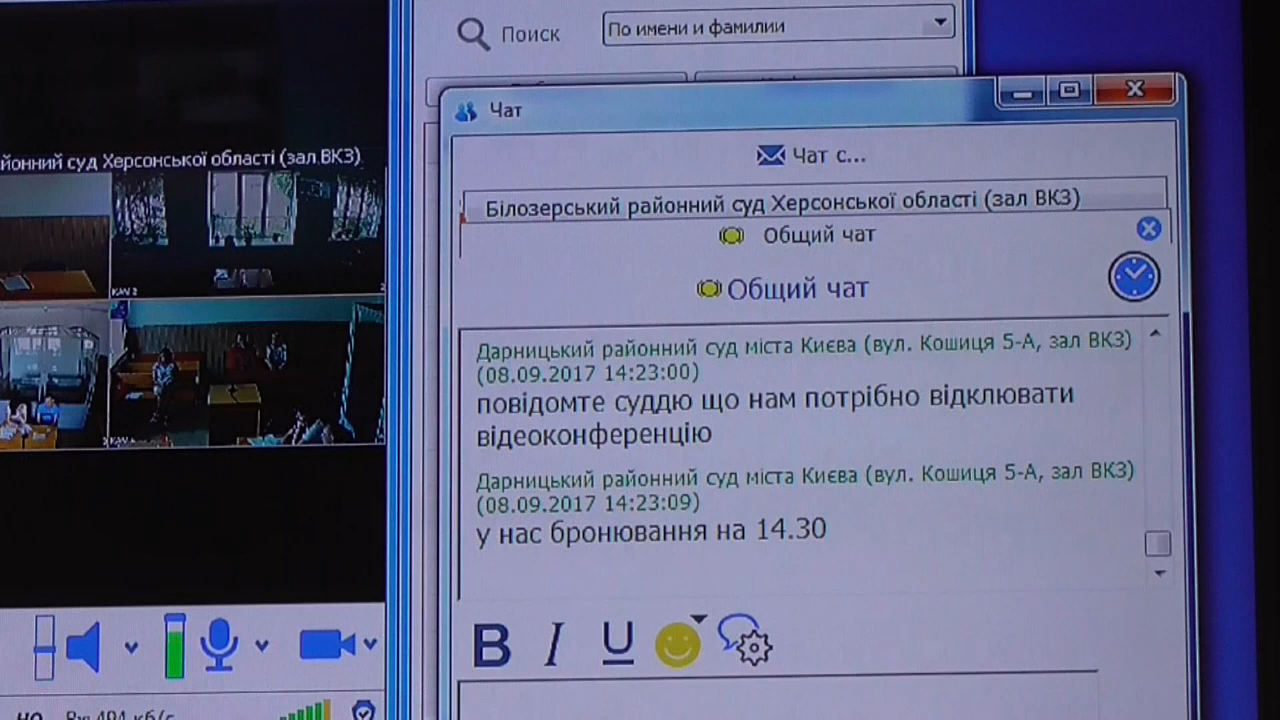 Поиск
По имени и фамилии
Чат
йонний суд Херсонської області (зал ВКЗ)
Чат с...
Білозерський районний суд Херсонської області (зал ВКЗ)
Общий чат
Общий чат
Дарницький районний суд міста Києва (вул. Кошиця 5-А, зал ВКЗ)
(08.09.2017 14:23:00)
повідомте суддю що нам потрібно відклювати
відеоконференцію
Дарницький районний суд міста Києва (вул. Кошиця 5-А, зал ВКЗ)
(08.09.2017 14:23:09)
у нас бронювання на 14.30
B I U